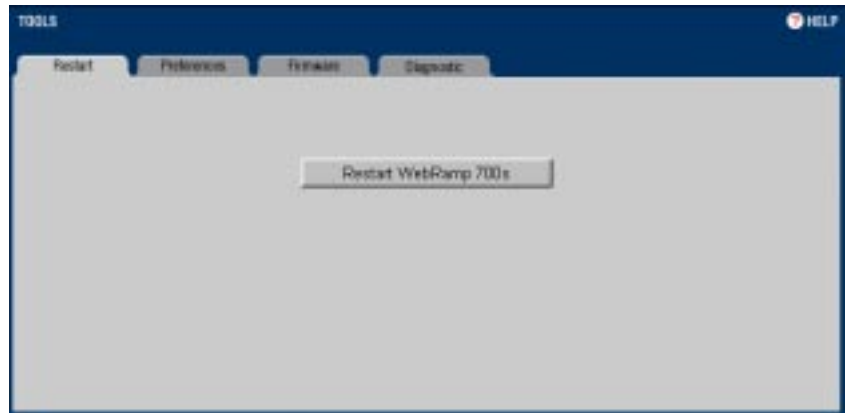 TOOLS
? HELP
Restart Preferences Firmware Diagnostic
Restart WebRamp 700s